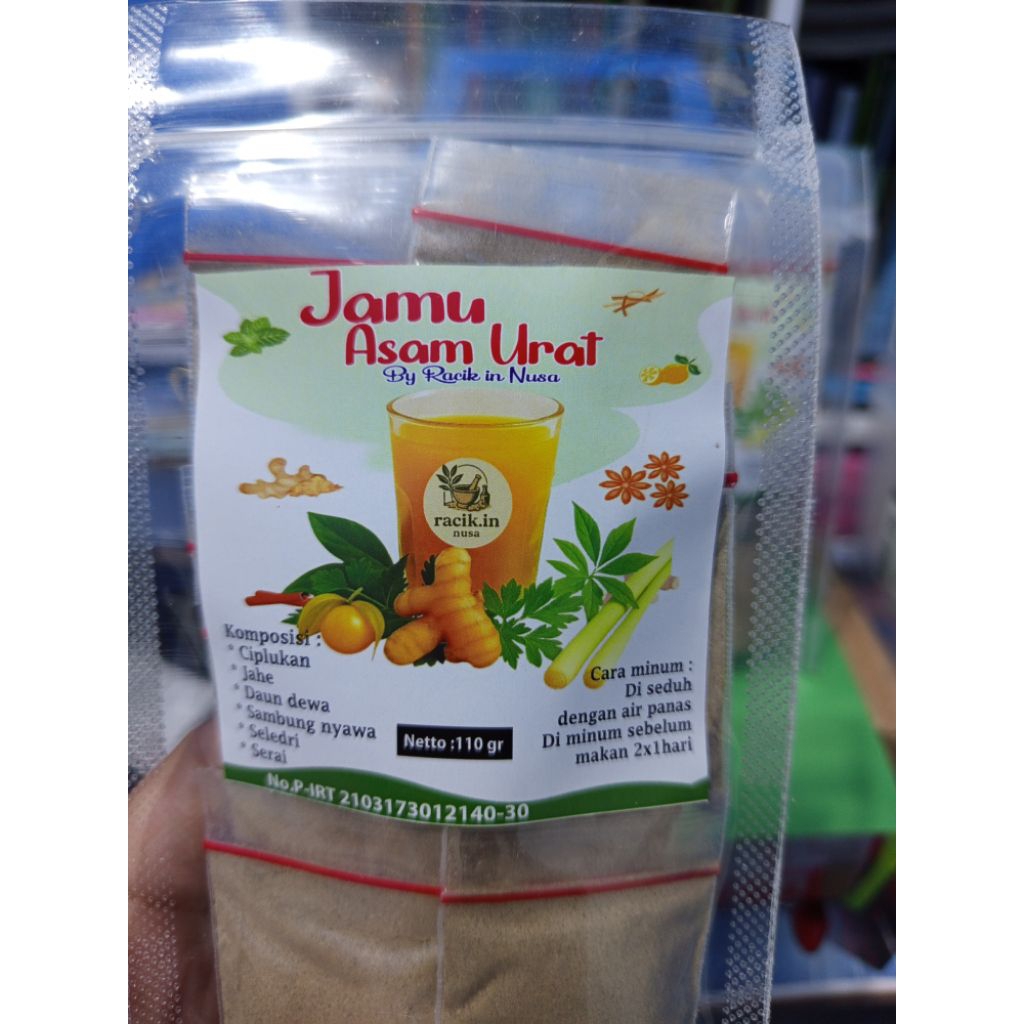 Jamu
Asam Urat
By Racik in Nusa
racik.in
nusa
Komposisi :
* Ciplukan
* Jahe
* Daun dewa
* Sambung nyawa
* Seledri
* Serai
Netto :110 gr
Cara minum :
Di seduh
dengan air panas
Di minum sebelum
makan 2x1hari
No.P-IRT 2103173012140-30